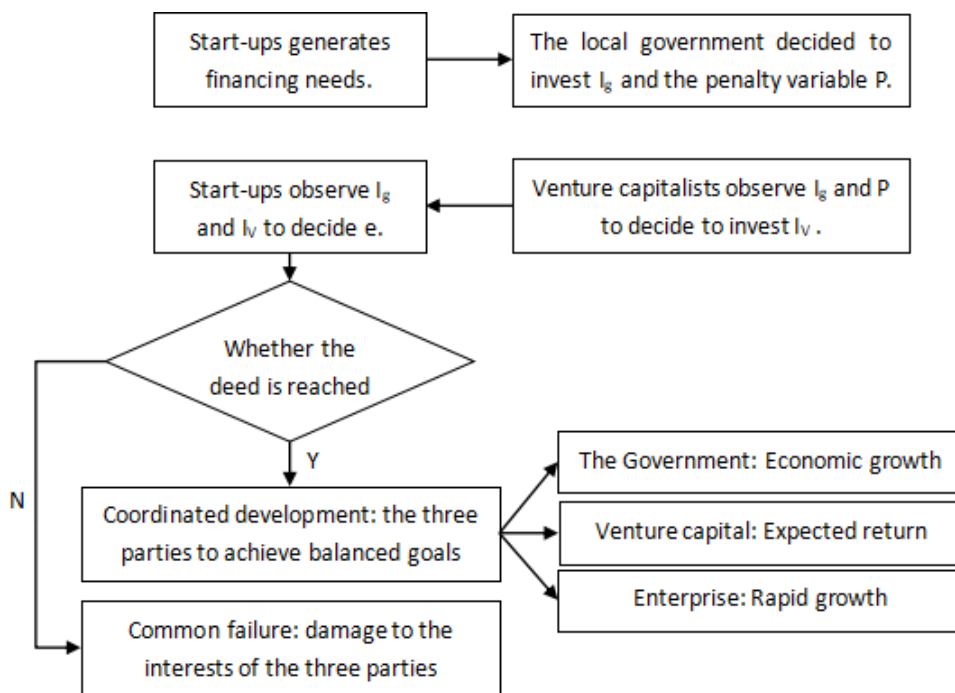 Start-ups generates
financing needs.
The local government decided to
invest Ig and the penalty variable P.
Start-ups observe Ig
and IV to decide e.
Venture capitalists observe Ig and P
to decide to invest IV .
Whether the
deed is reached
Y
N
Coordinated development: the three
parties to achieve balanced goals
The Government: Economic growth
Venture capital: Expected return
Enterprise: Rapid growth
Common failure: damage to the
interests of the three parties